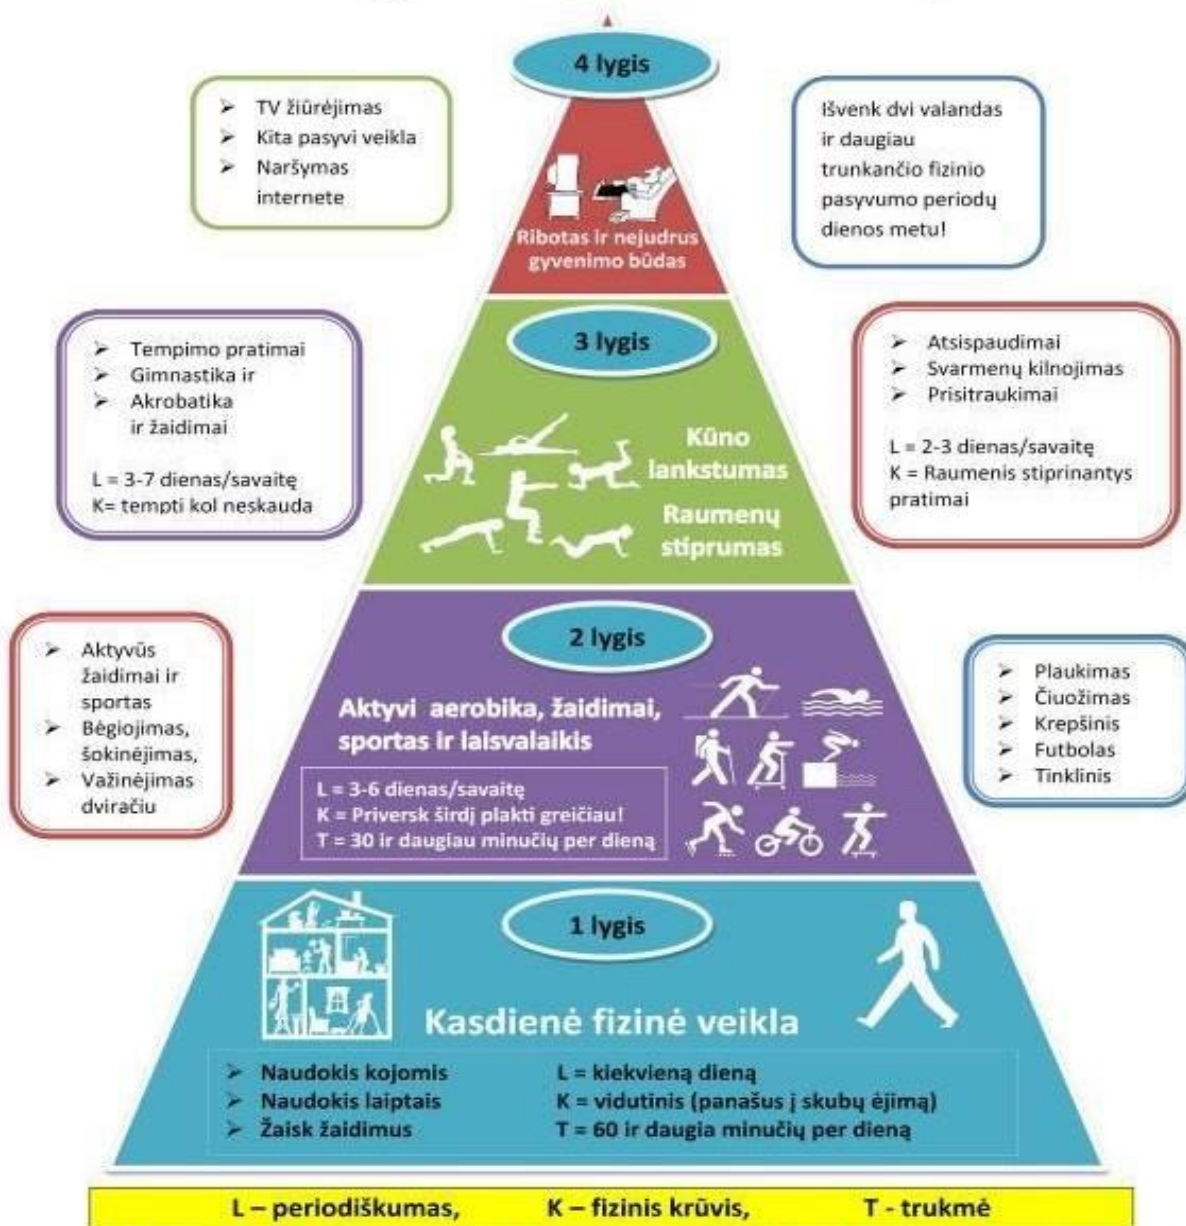 4 lygis
➢ TV žiūrėjimas
➢ Kita pasyvi veikla
➢ Naršymas
internete
Išvenk dvi valandas
ir daugiau
trunkančio fizinio
pasyvumo periodų
dienos metu!
Ribotas ir nejudrus
gyvenimo būdas
3 lygis
➢ Tempimo pratimai
➢ Gimnastika ir
➢ Akrobatika
ir žaidimai
L = 3-7 dienas/savaitę
K= tempti kol neskauda
➢ Atsispaudimai
➢ Svarmenų kilnojimas
➢ Prisitraukimai
L = 2-3 dienas/savaitę
K = Raumenis stiprinantys
pratimai
Kūno
lankstumas
Raumenų
stiprumas
2 lygis
➢ Aktyvūs
žaidimai ir
sportas
➢ Bėgiojimas,
šokinėjimas,
➢ Važinėjimas
dviračiu
Aktyvi aerobika, žaidimai,
sportas ir laisvalaikis
L = 3-6 dienas/savaitę
K = Priversk širdį plakti greičiau!
T = 30 ir daugiau minučių per dieną
➢ Plaukimas
➢ Čiuožimas
➢ Krepšinis
➢ Futbolas
➢ Tinklinis
1 lygis
Kasdienė fizinė veikla
➢ Naudokis kojomis
➢ Naudokis laiptais
➢ Žaisk žaidimus
L = kiekvieną dieną
K = vidutinis (panašus į skubų ėjimą)
T = 60 ir daugia minučių per dieną
L – periodiškumas, K – fizinis krūvis, T - trukmė